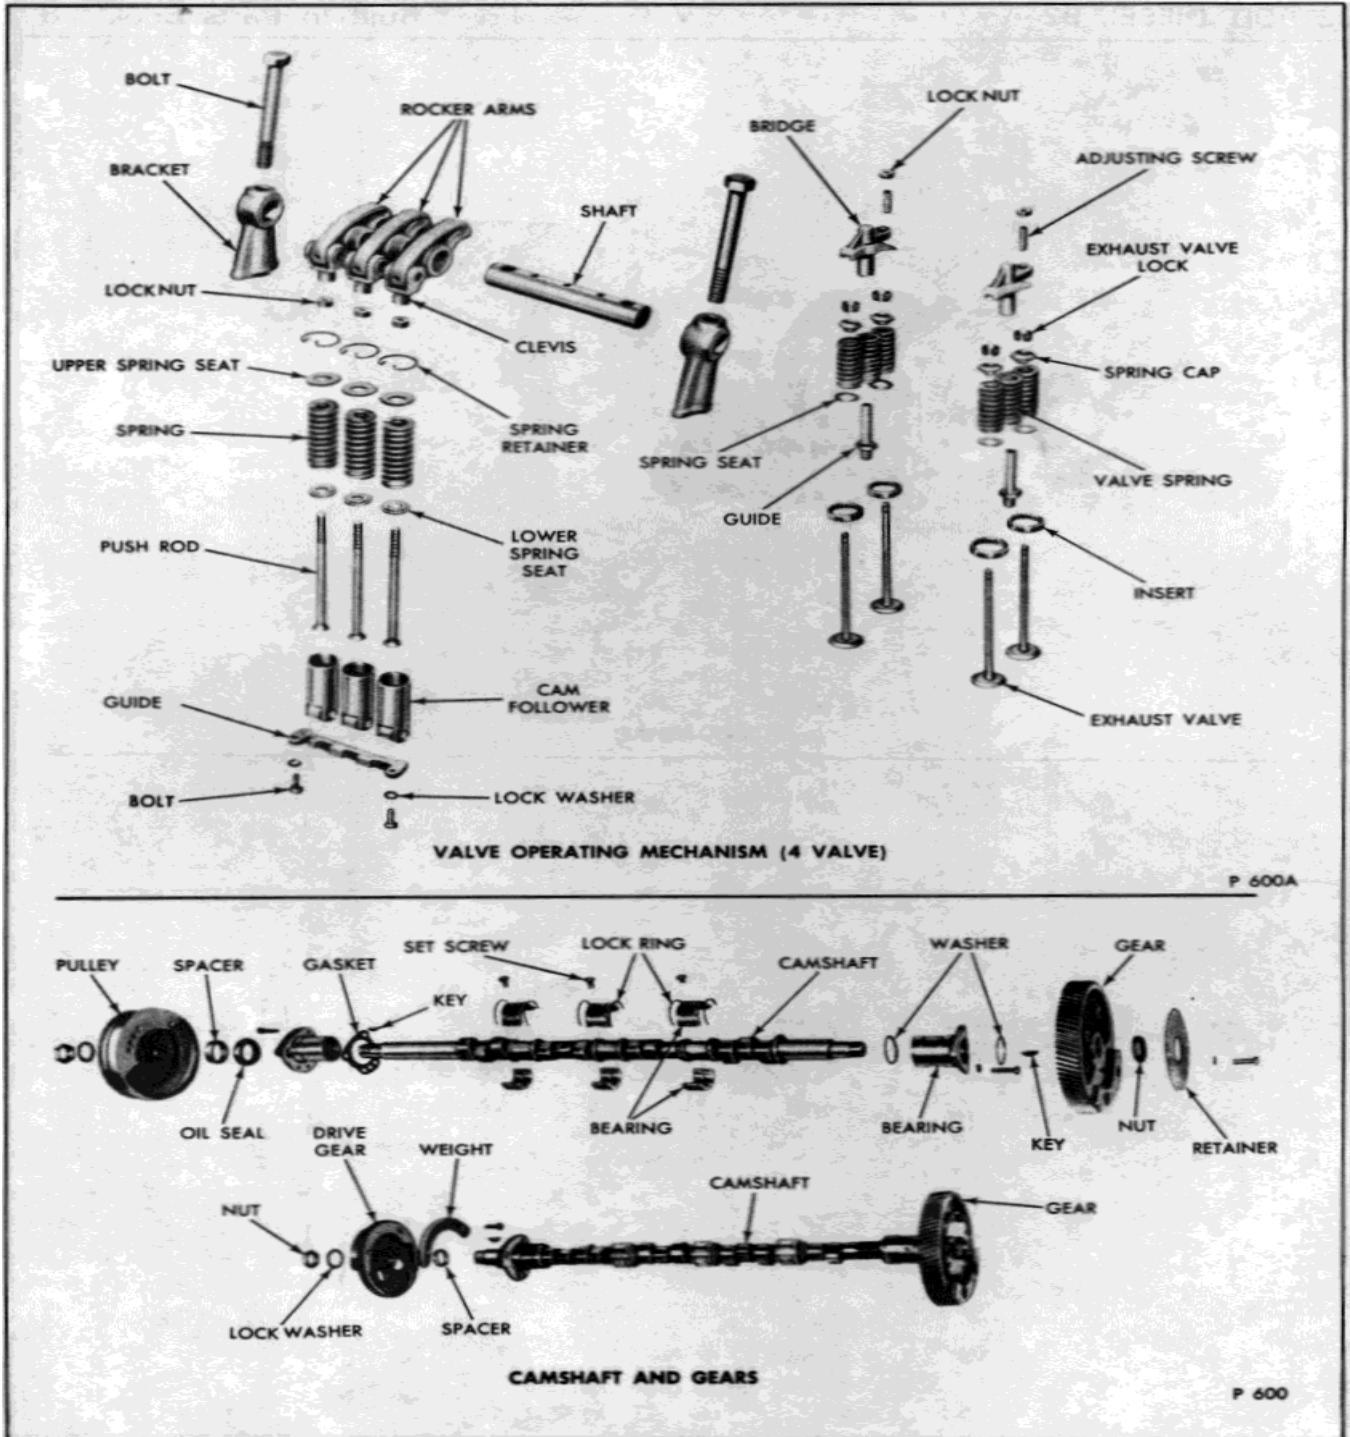 BOLT
ROCKER ARMS
LOCK NUT
BRIDGE
BRACKET
ADJUSTING SCREW
SHAFT
EXHAUST VALVE
LOCK
LOCKNUT
CLEVIS
UPPER SPRING SEAT
SPRING CAP
SPRING
SPRING
RETAINER
SPRING SEAT
VALVE SPRING
GUIDE
PUSH ROD
LOWER
SPRING
SEAT
INSERT
GUIDE
CAM
FOLLOWER
EXHAUST VALVE
BOLT
LOCK WASHER
VALVE OPERATING MECHANISM (4 VALVE)
P 600A
PULLEY
SPACER
GASKET
SET SCREW
LOCK RING
CAMSHAFT
WASHER
GEAR
KEY
OIL SEAL
DRIVE
GEAR
WEIGHT
BEARING
BEARING
KEY
NUT
RETAINER
NUT
CAMSHAFT
GEAR
LOCK WASHER
SPACER
CAMSHAFT AND GEARS
P 600